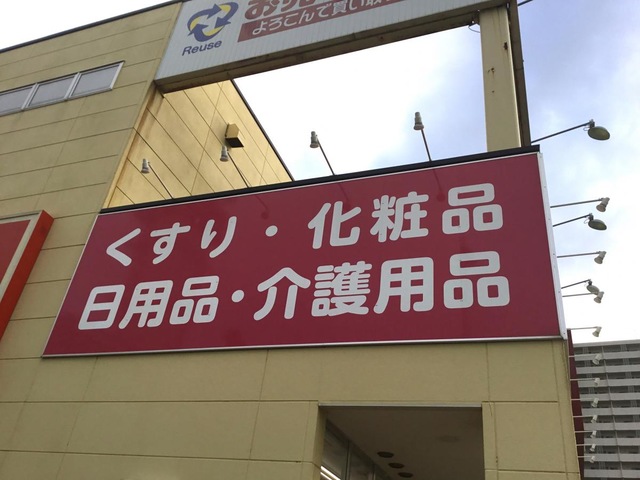 Reuse
よろこんで買い取
くすり・化粧品
日用品・介護用品